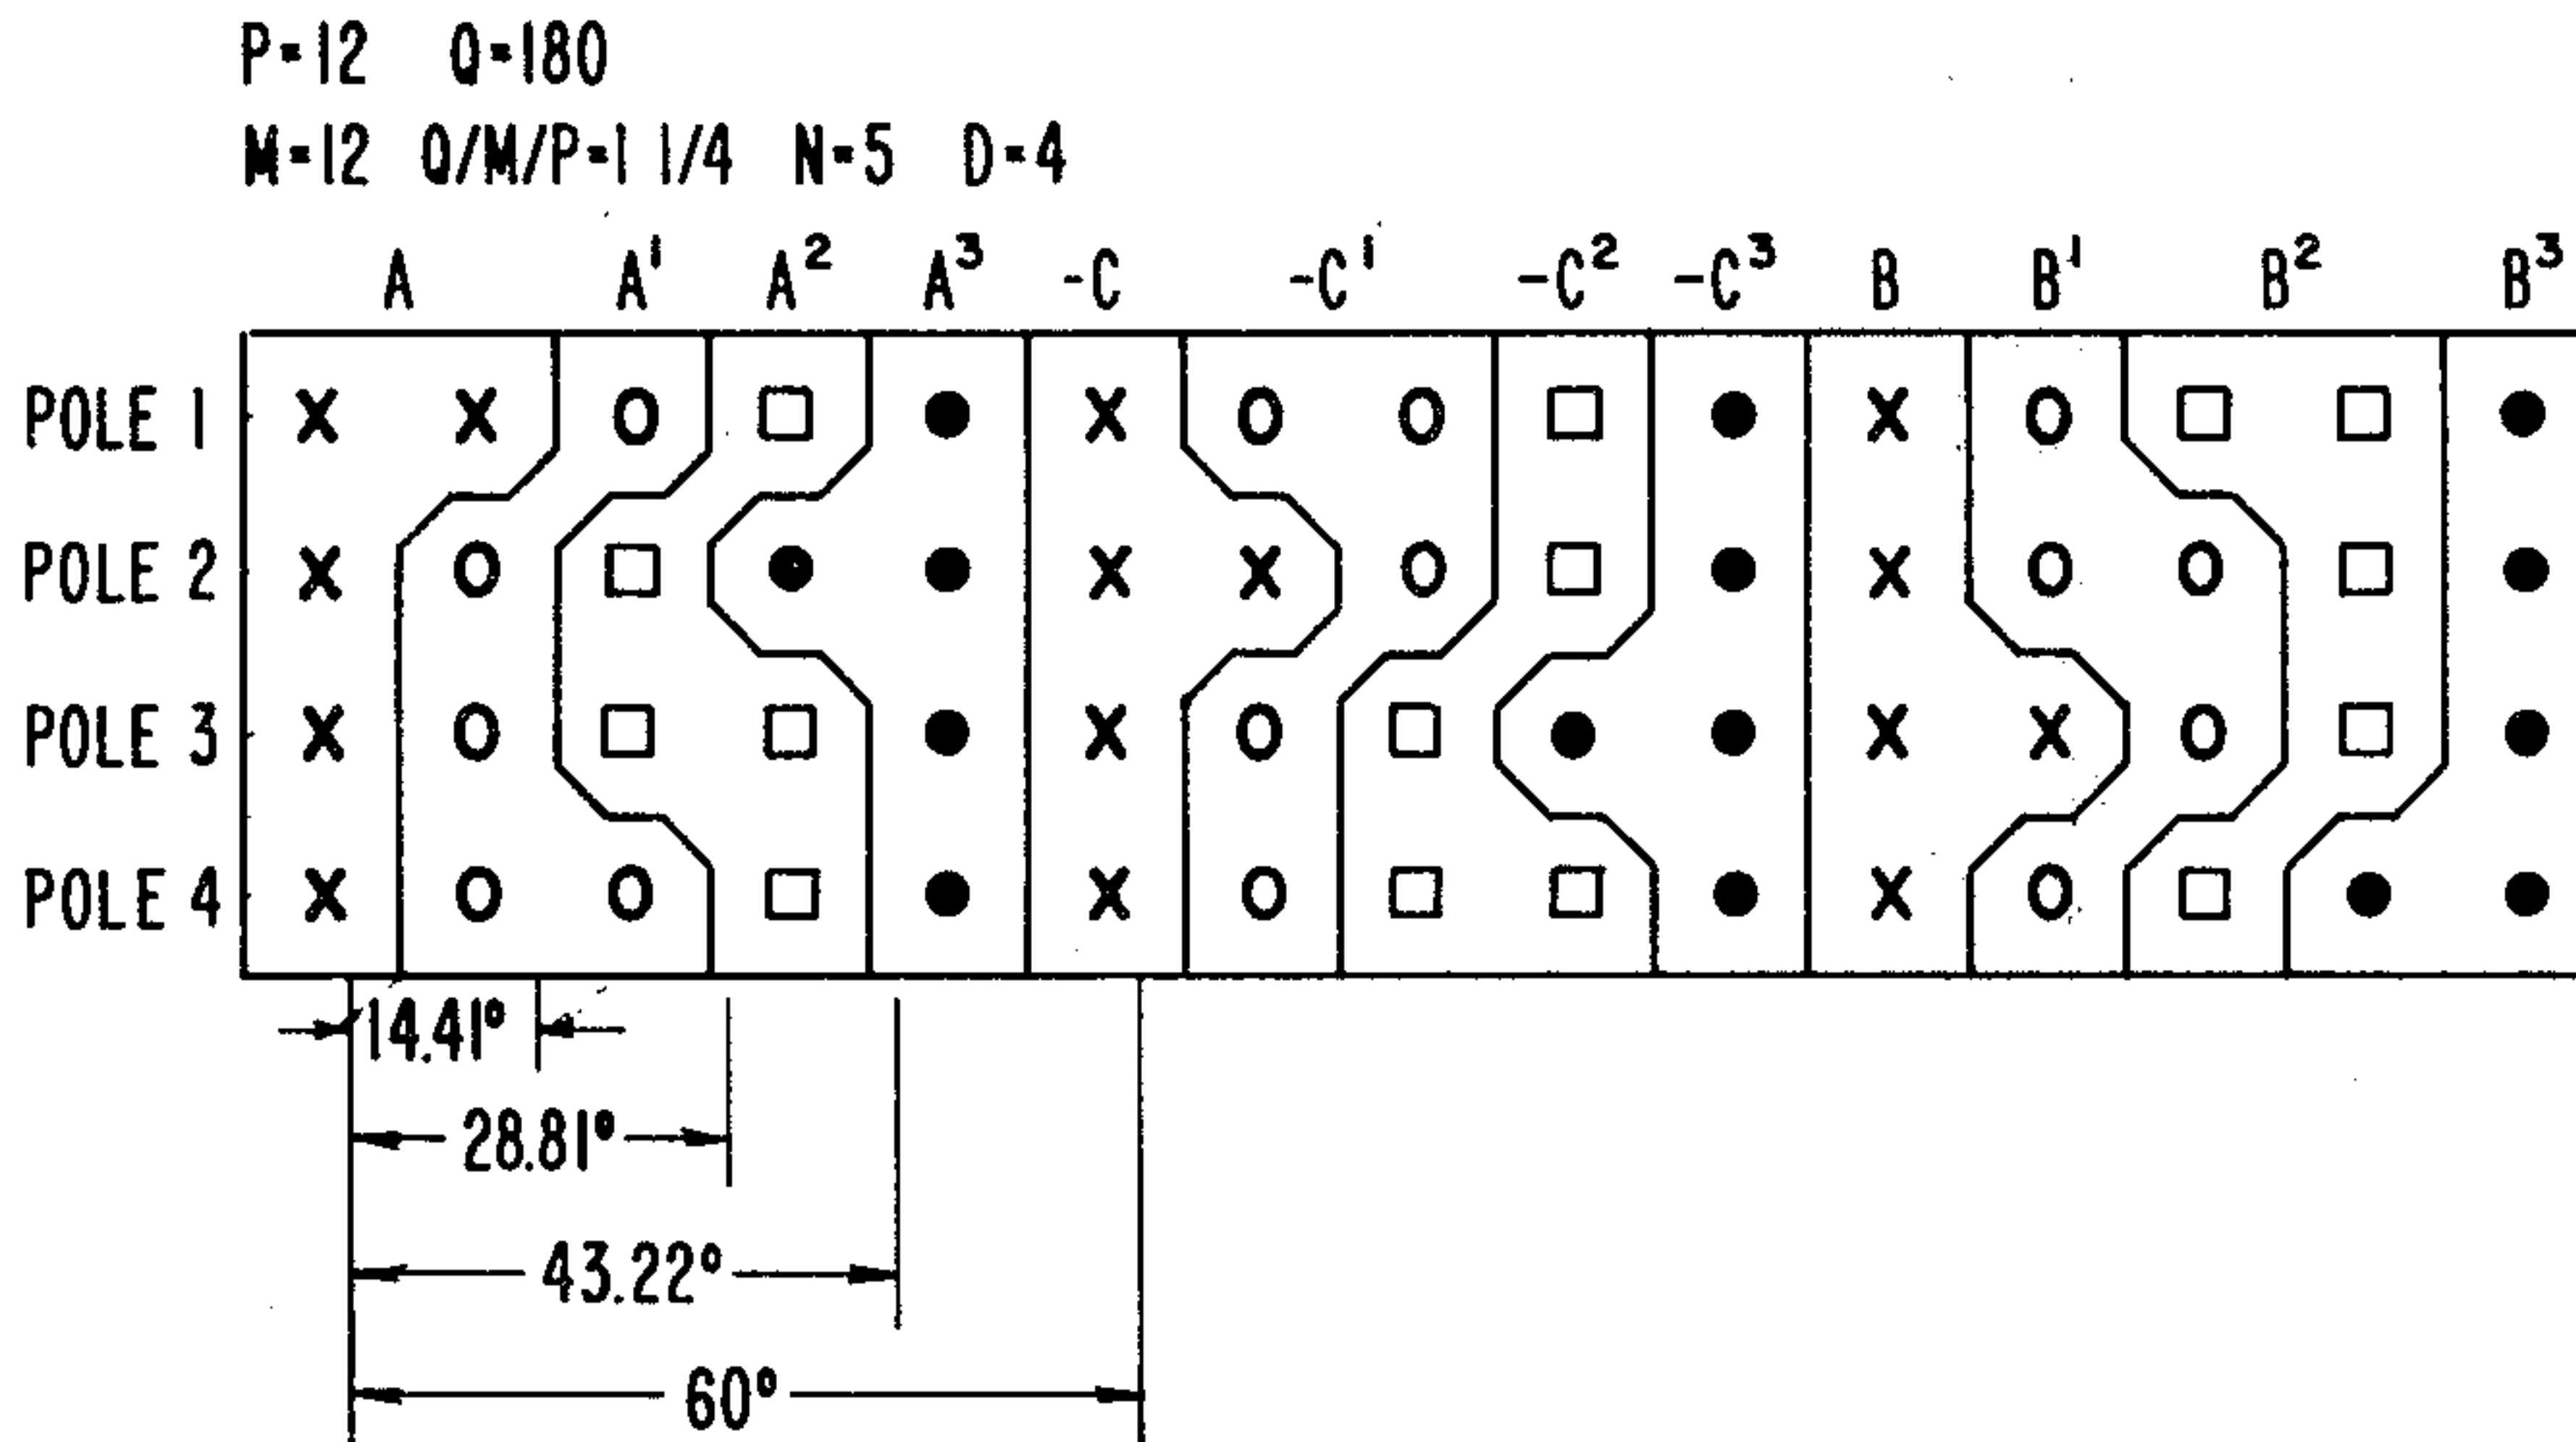 P=12 Q=180
M=12 Q/M/P=1 1/4 N=5 D=4
A A¹ A² A³ -C -C¹ -C² -C³ B B¹ B² B³
POLE 1 X X O □ ● X O O □ ● X O □ □ ●
POLE 2 X O □ ● ● X X O □ ● X O O □ ●
POLE 3 X O □ □ ● X O □ ● ● X X O □ ●
POLE 4 X O O □ ● X O □ □ ● X O □ ● ●
14.41°
28.81°
43.22°
60°